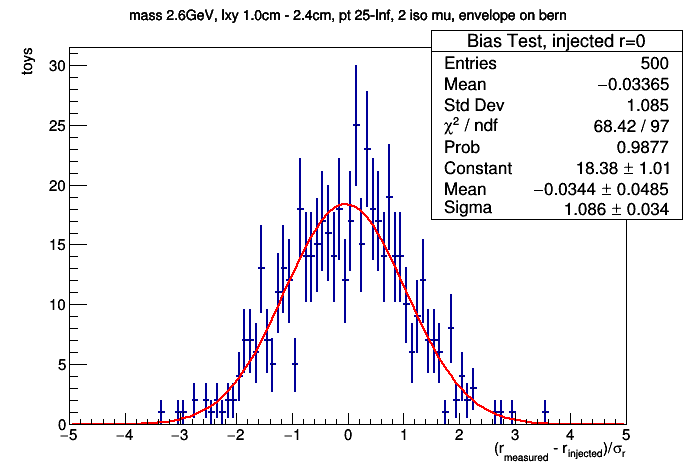 mass 2.6GeV, lxy 1.0cm - 2.4cm, pt 25-Inf, 2 iso mu, envelope on bern
Bias Test, injected r=0
Entries 500
Mean −0.03365
Std Dev 1.085
χ² / ndf 68.42 / 97
Prob 0.9877
Constant 18.38 ± 1.01
Mean −0.0344 ± 0.0485
Sigma 1.086 ± 0.034
toys
30
25
20
15
10
5
0
−5 −4 −3 −2 −1 0 1 2 3 4 5
(r_measured - r_injected)/σ_r